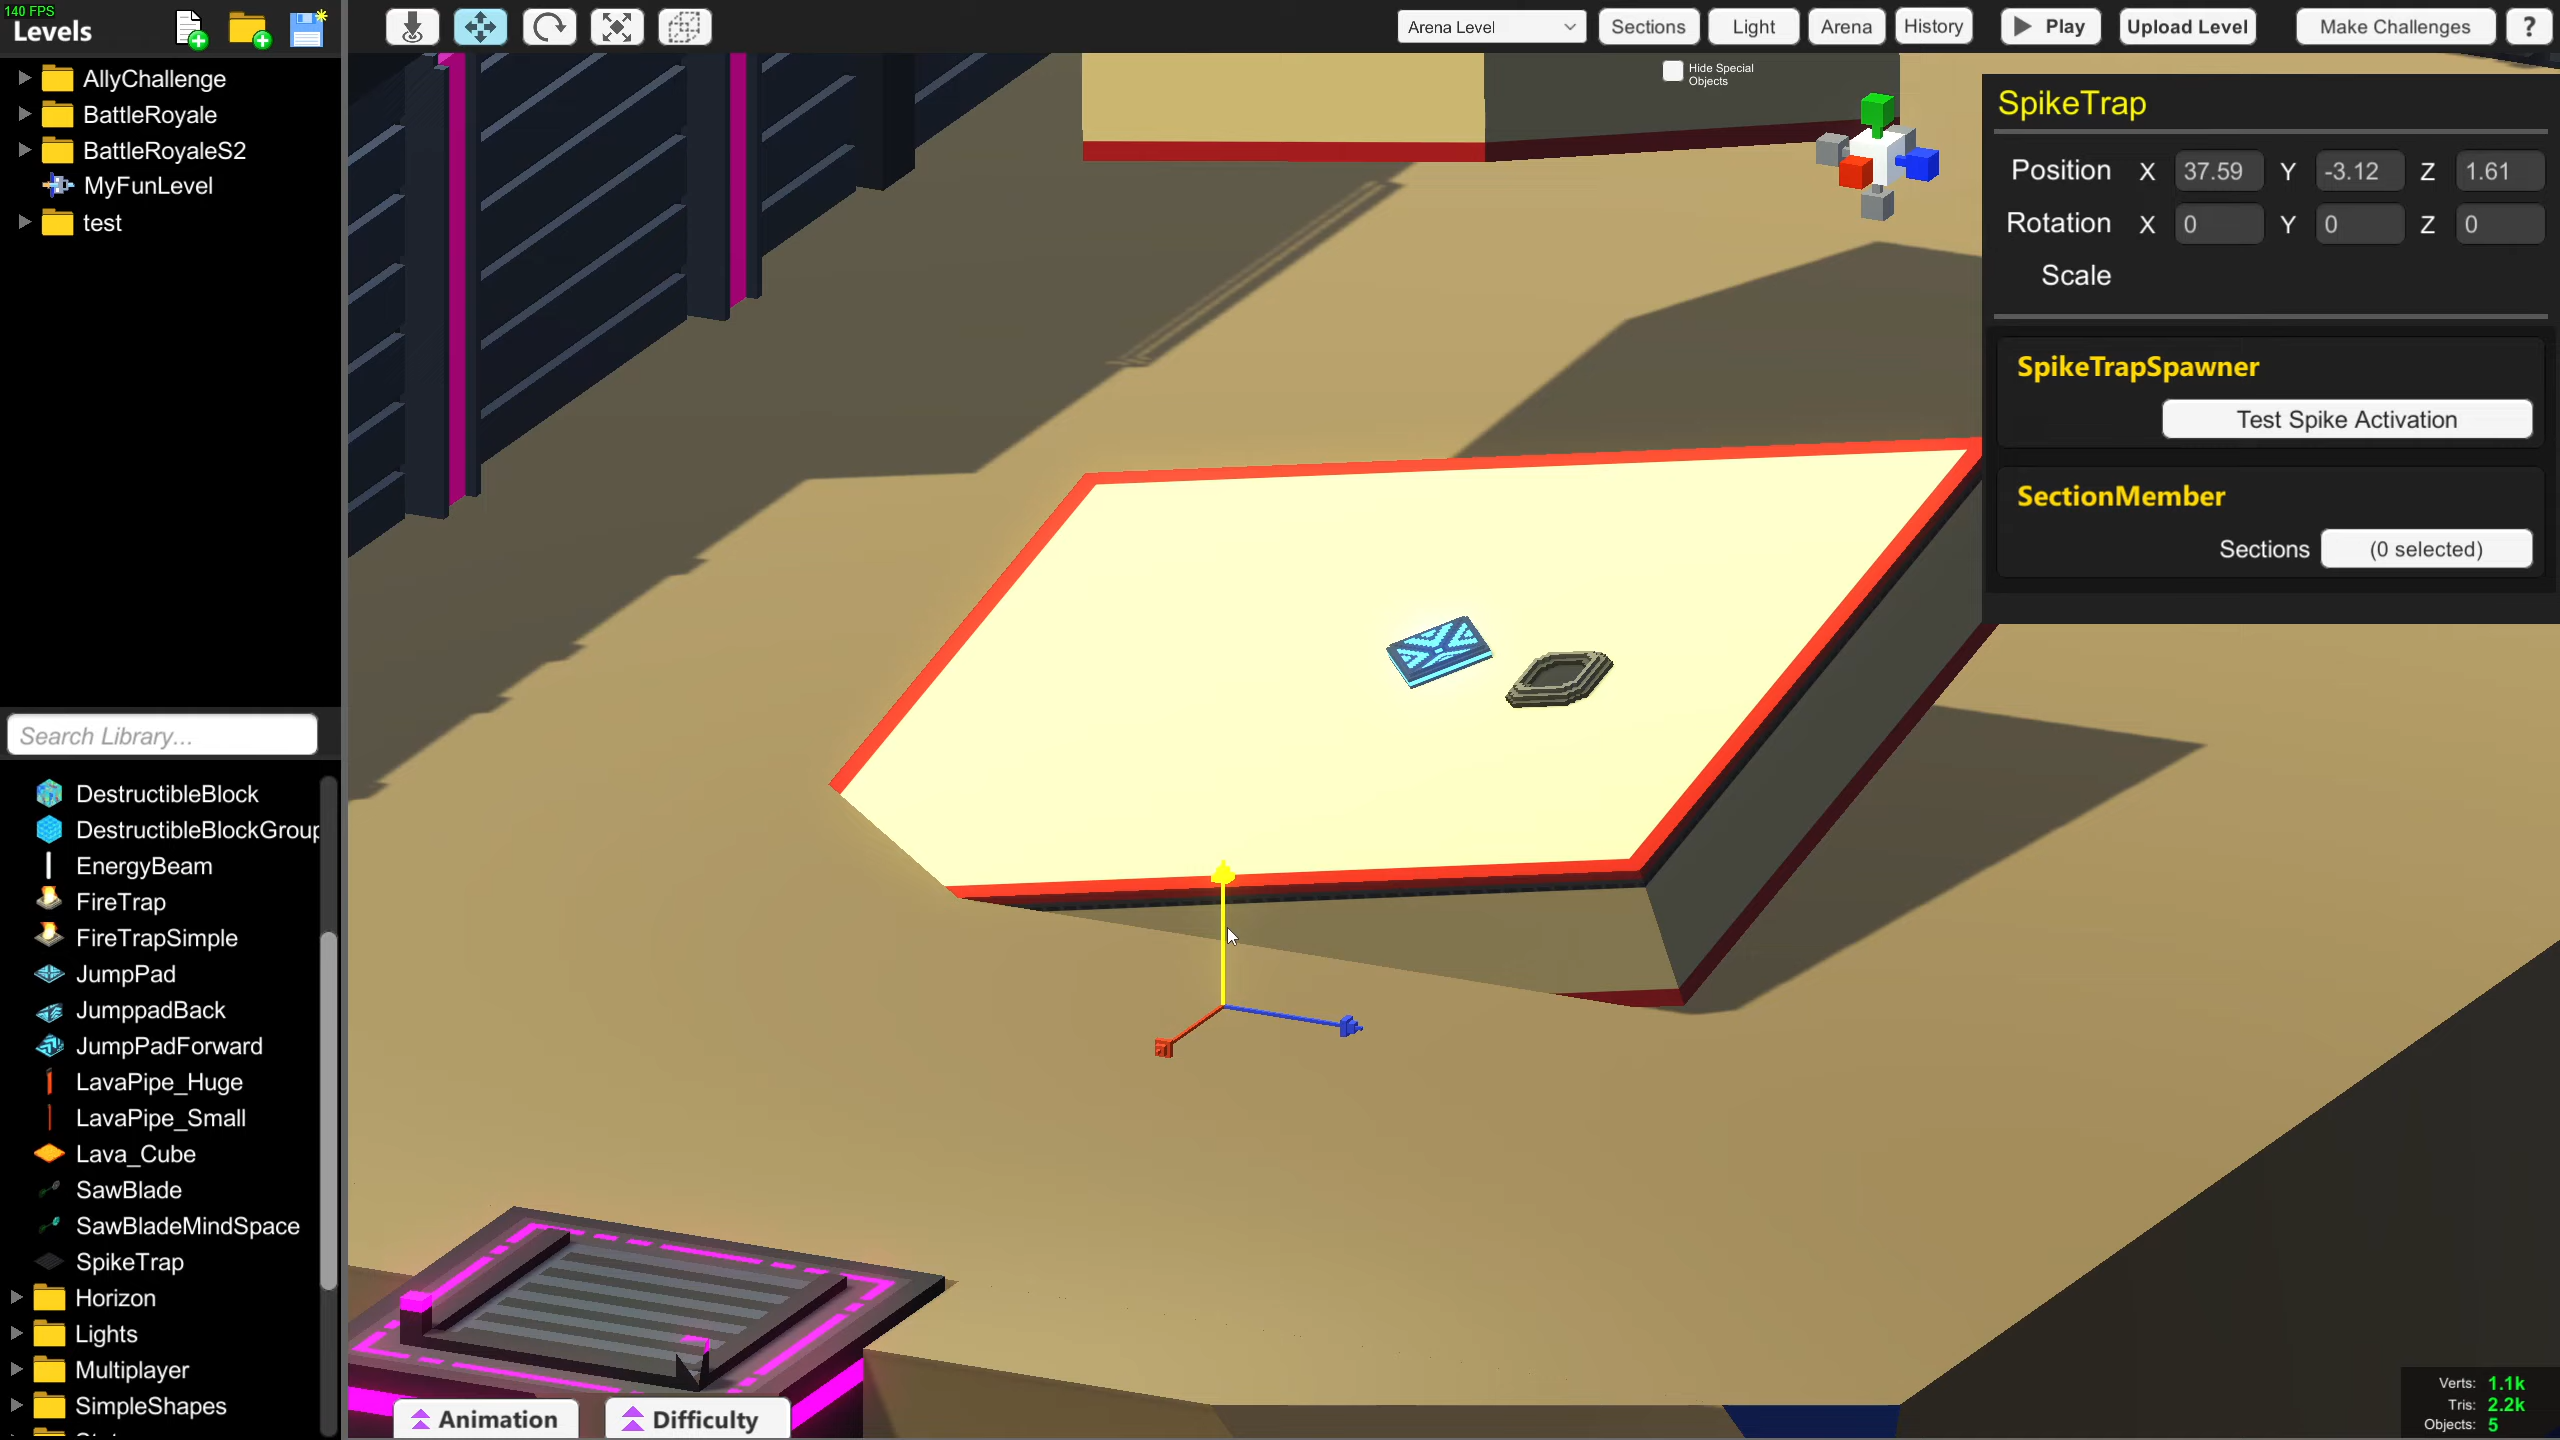 140 FPS
Levels
Arena Level
Sections
Light
Arena
History
Play
Upload Level
Make Challenges
?
AllyChallenge
BattleRoyale
BattleRoyaleS2
MyFunLevel
test
Hide Special
Objects
SpikeTrap
Position X 37.59 Y -3.12 Z 1.61
Rotation X 0 Y 0 Z 0
Scale
SpikeTrapSpawner
Test Spike Activation
SectionMember
Sections (0 selected)
Search Library...
DestructibleBlock
DestructibleBlockGroup
EnergyBeam
FireTrap
FireTrapSimple
JumpPad
JumppadBack
JumpPadForward
LavaPipe_Huge
LavaPipe_Small
Lava_Cube
SawBlade
SawBladeMindSpace
SpikeTrap
Horizon
Lights
Multiplayer
SimpleShapes
Animation
Difficulty
Verts: 1.1k
Tris: 2.2k
Objects: 5